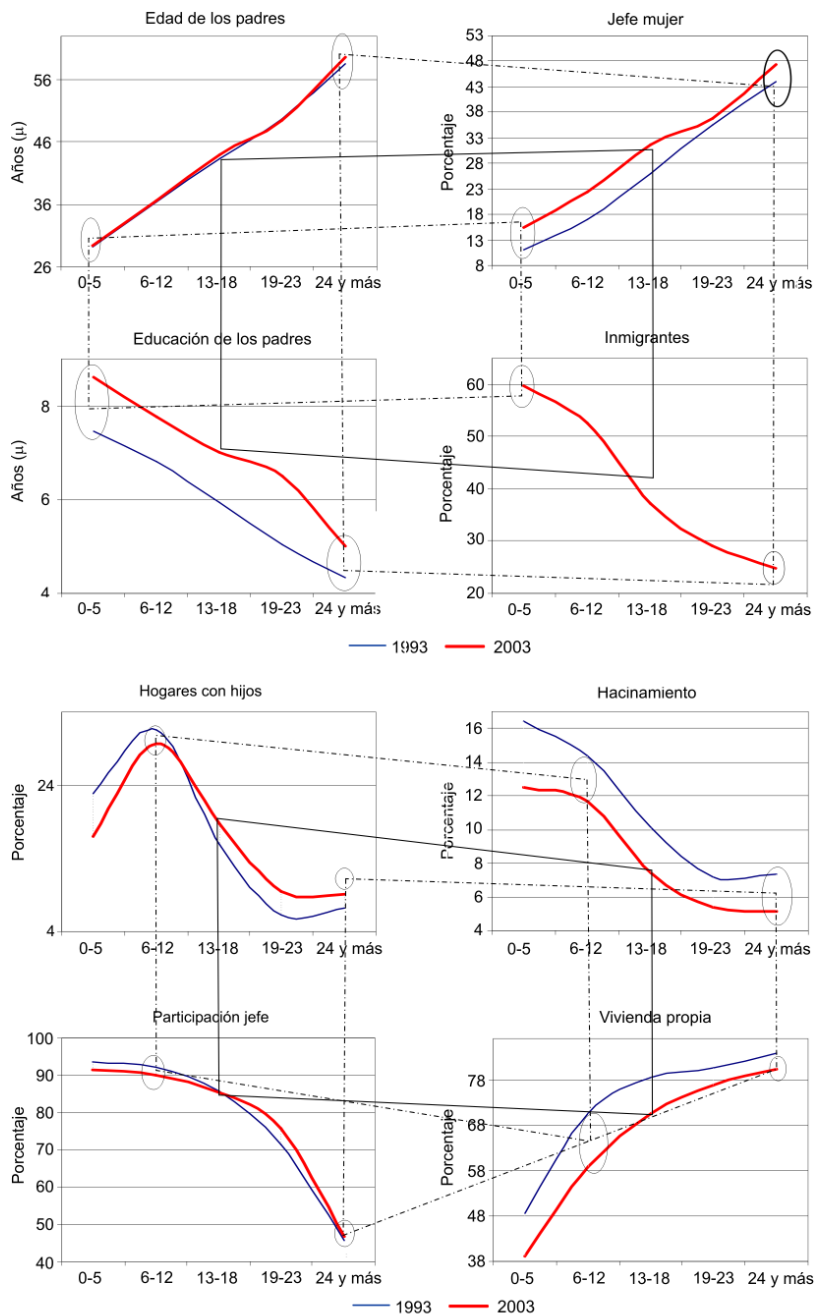 Edad de los padres
Años (µ)
56
46
36
26
0-5 6-12 13-18 19-23 24 y más
Jefe mujer
Porcentaje
53
48
43
38
33
28
23
18
13
8
0-5 6-12 13-18 19-23 24 y más
Educación de los padres
Años (µ)
8
6
4
0-5 6-12 13-18 19-23 24 y más
Inmigrantes
Porcentaje
60
50
40
30
20
0-5 6-12 13-18 19-23 24 y más
1993 2003
Hogares con hijos
Porcentaje
24
4
0-5 6-12 13-18 19-23 24 y más
Hacinamiento
Porcentaje
16
14
12
10
8
6
4
0-5 6-12 13-18 19-23 24 y más
Participación jefe
Porcentaje
100
90
80
70
60
50
40
0-5 6-12 13-18 19-23 24 y más
Vivienda propia
Porcentaje
78
68
58
48
38
0-5 6-12 13-18 19-23 24 y más
1993 2003